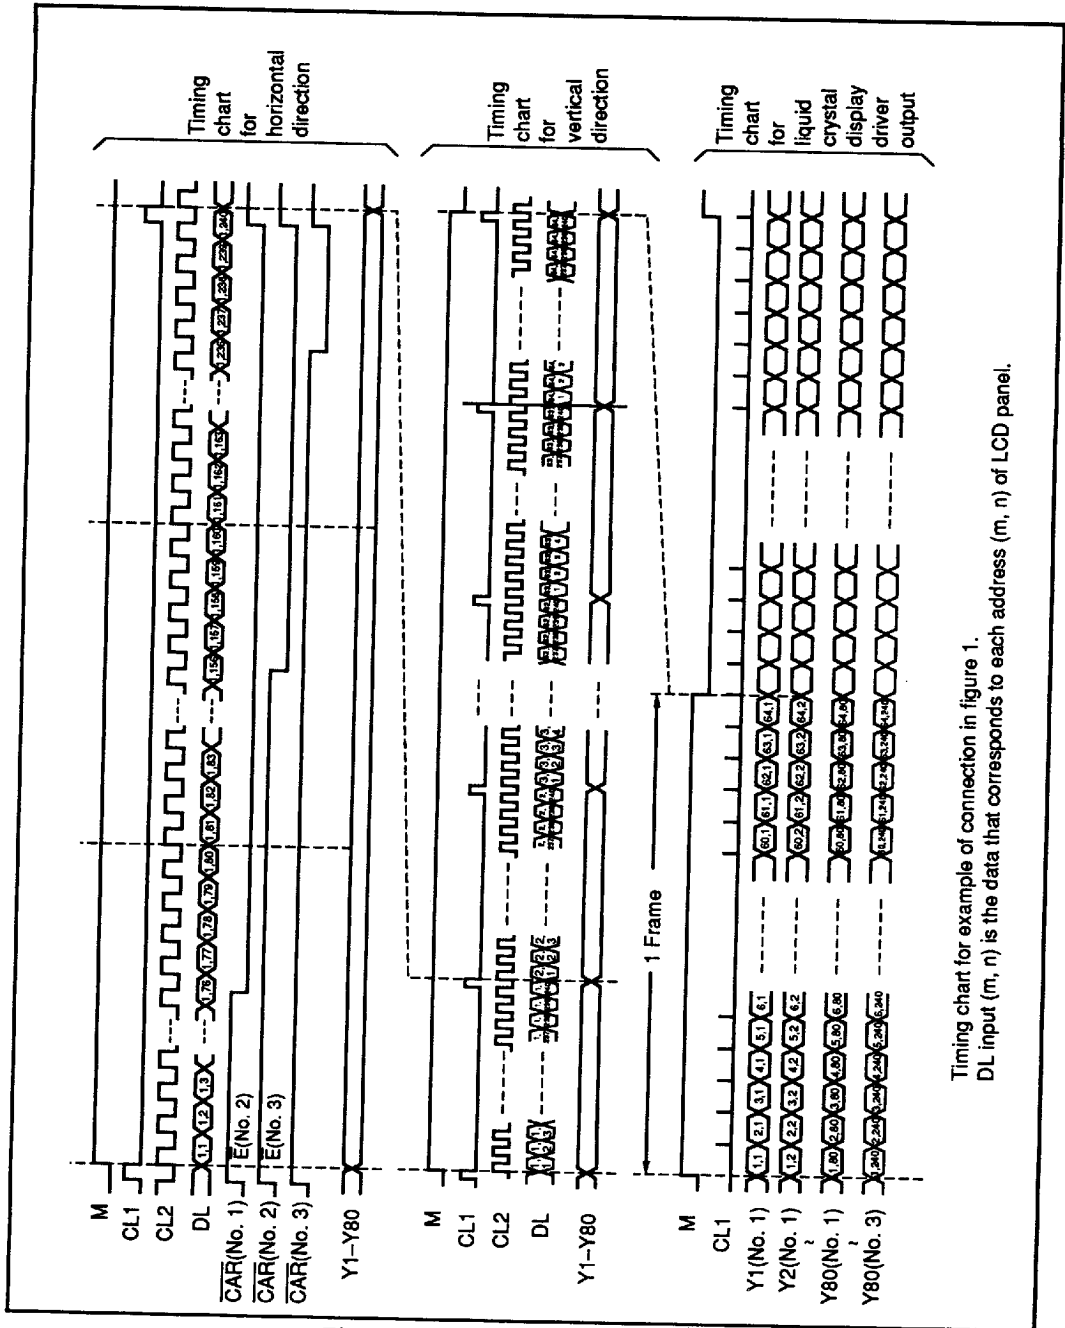 M
CL1
CL2
DL
1,1 1,2 1,3 1,76 1,77 1,78 1,79 1,80 1,81 1,82 1,83 1,156 1,157 1,158 1,159 1,160 1,161 1,162 1,163 1,236 1,237 1,238 1,239 1,240
CAR(No. 1)
E(No. 2)
CAR(No. 2)
E(No. 3)
CAR(No. 3)
Y1–Y80
Timing
chart
for
horizontal
direction
M
CL1
CL2
DL
Y1–Y80
Timing
chart
for
vertical
direction
1 Frame
M
CL1
Y1(No. 1)
1,1 2,1 3,1 4,1 5,1 6,1 60,1 61,1 62,1 63,1 64,1
Y2(No. 1)
1,2 2,2 3,2 4,2 5,2 6,2 60,2 61,2 62,2 63,2 64,2
~
Y80(No. 1)
1,80 2,80 3,80 4,80 5,80 6,80 60,80 61,80 62,80 63,80 64,80
~
Y80(No. 3)
1,240 2,240 3,240 4,240 5,240 6,240 60,240 61,240 62,240 63,240 64,240
Timing
chart
for
liquid
crystal
display
driver
output
Timing chart for example of connection in figure 1.
DL input (m, n) is the data that corresponds to each address (m, n) of LCD panel.